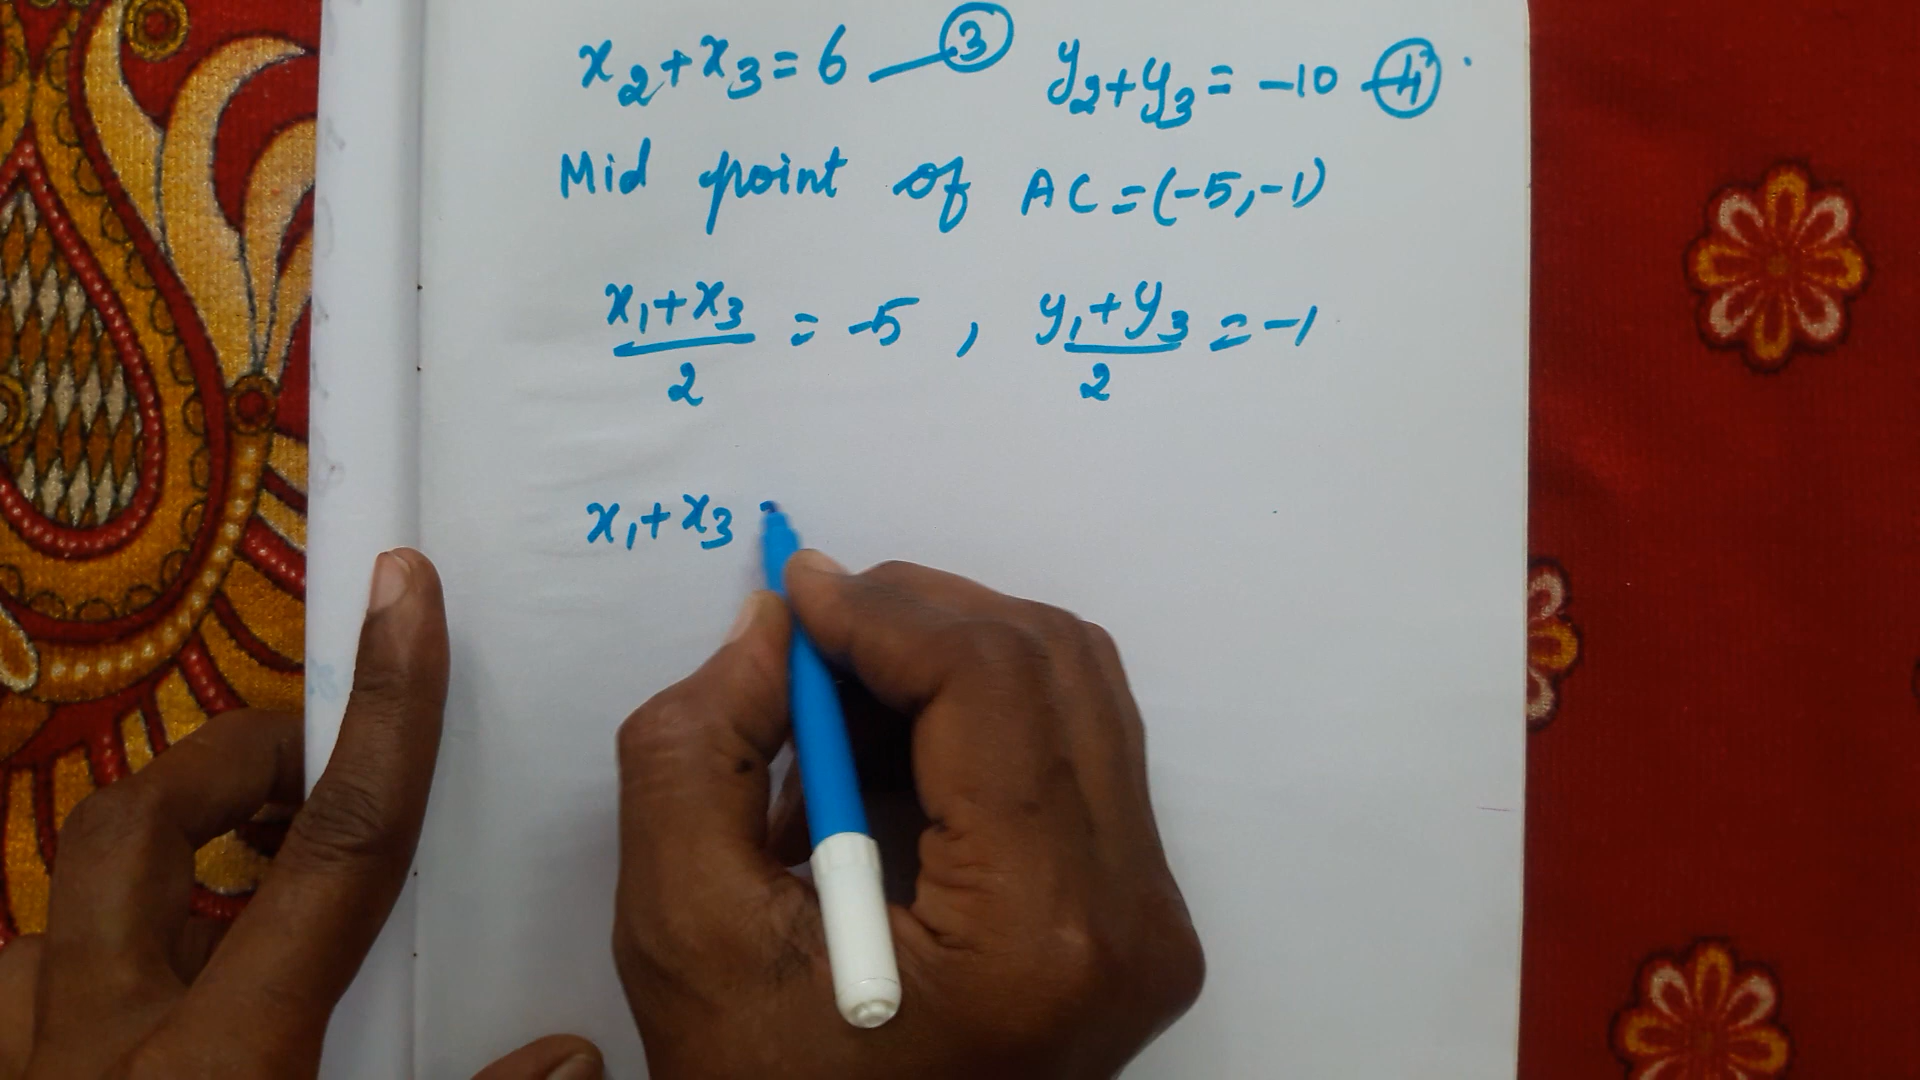 x₂+x₃=6 —③ y₂+y₃=-10 —④
Mid point of AC=(-5,-1)
(x₁+x₃)/2 = -5 , (y₁+y₃)/2 = -1
x₁+x₃ =